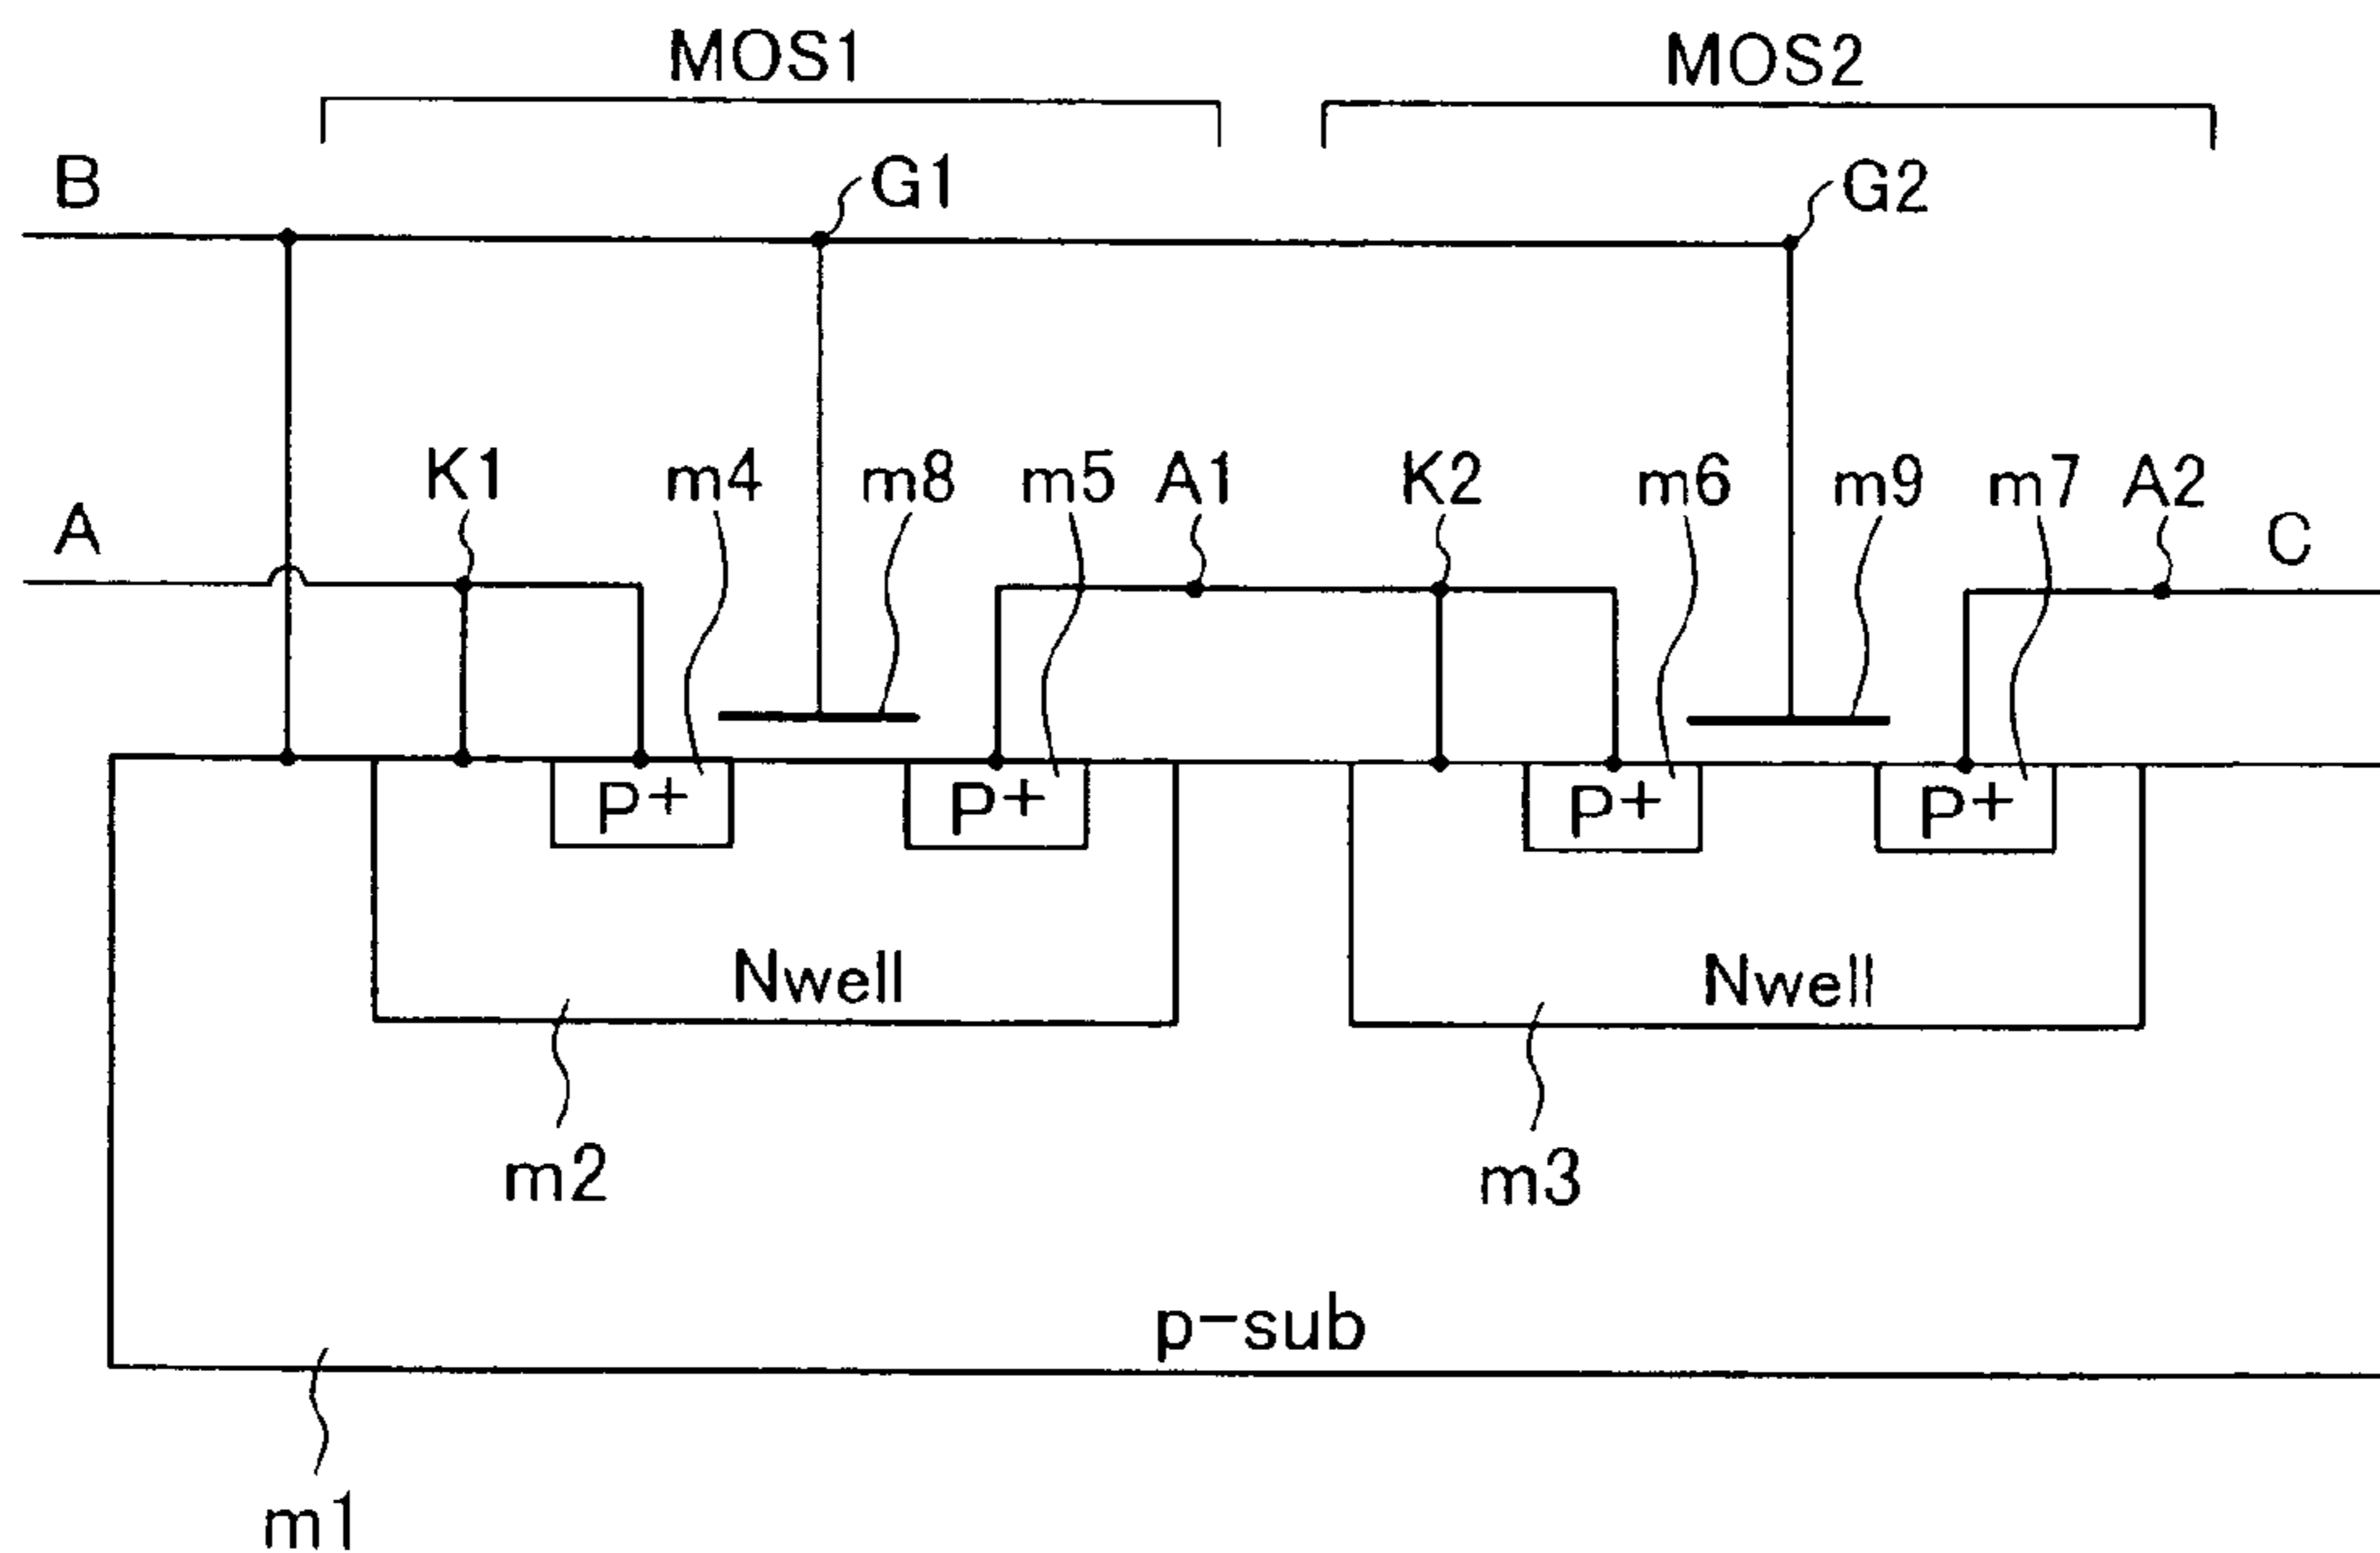 MOS1 MOS2
B G1 G2
K1 m4 m8 m5 A1 K2 m6 m9 m7 A2
A C
P+ P+ P+ P+
Nwell Nwell
m2 m3
p-sub
m1